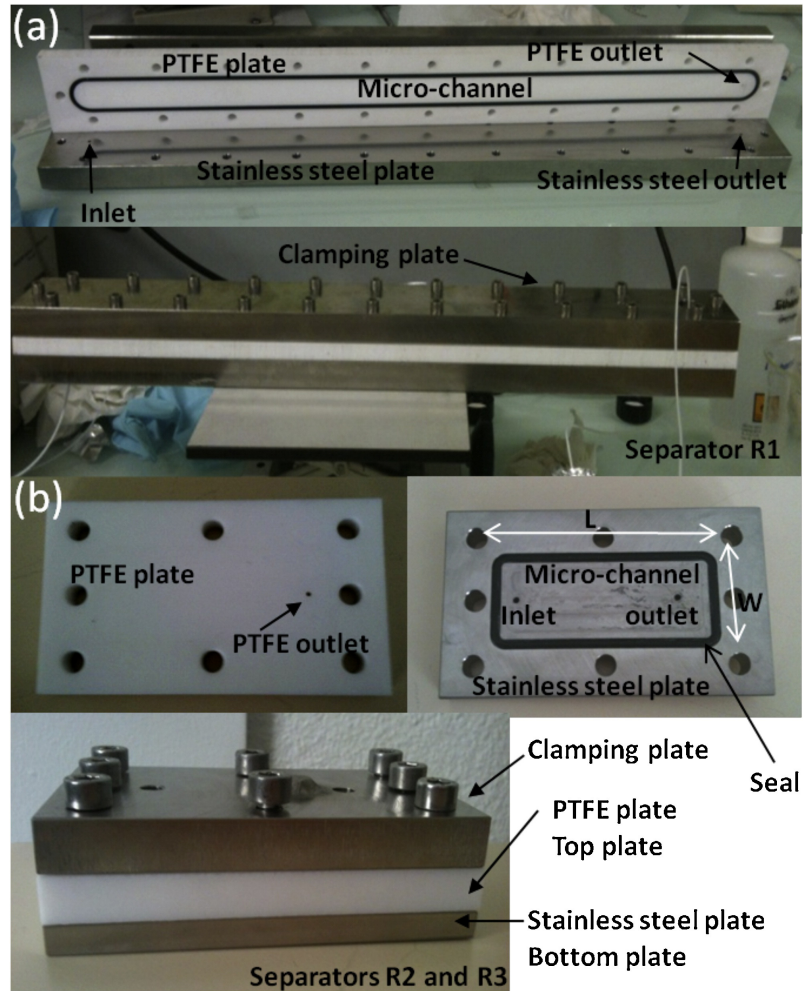 (a)
PTFE plate
PTFE outlet
Micro-channel
Stainless steel plate
Stainless steel outlet
Inlet
Clamping plate
Separator R1
(b)
PTFE plate
PTFE outlet
L
Micro-channel
W
Inlet
outlet
Stainless steel plate
Seal
Clamping plate
PTFE plate
Top plate
Stainless steel plate
Bottom plate
Separators R2 and R3